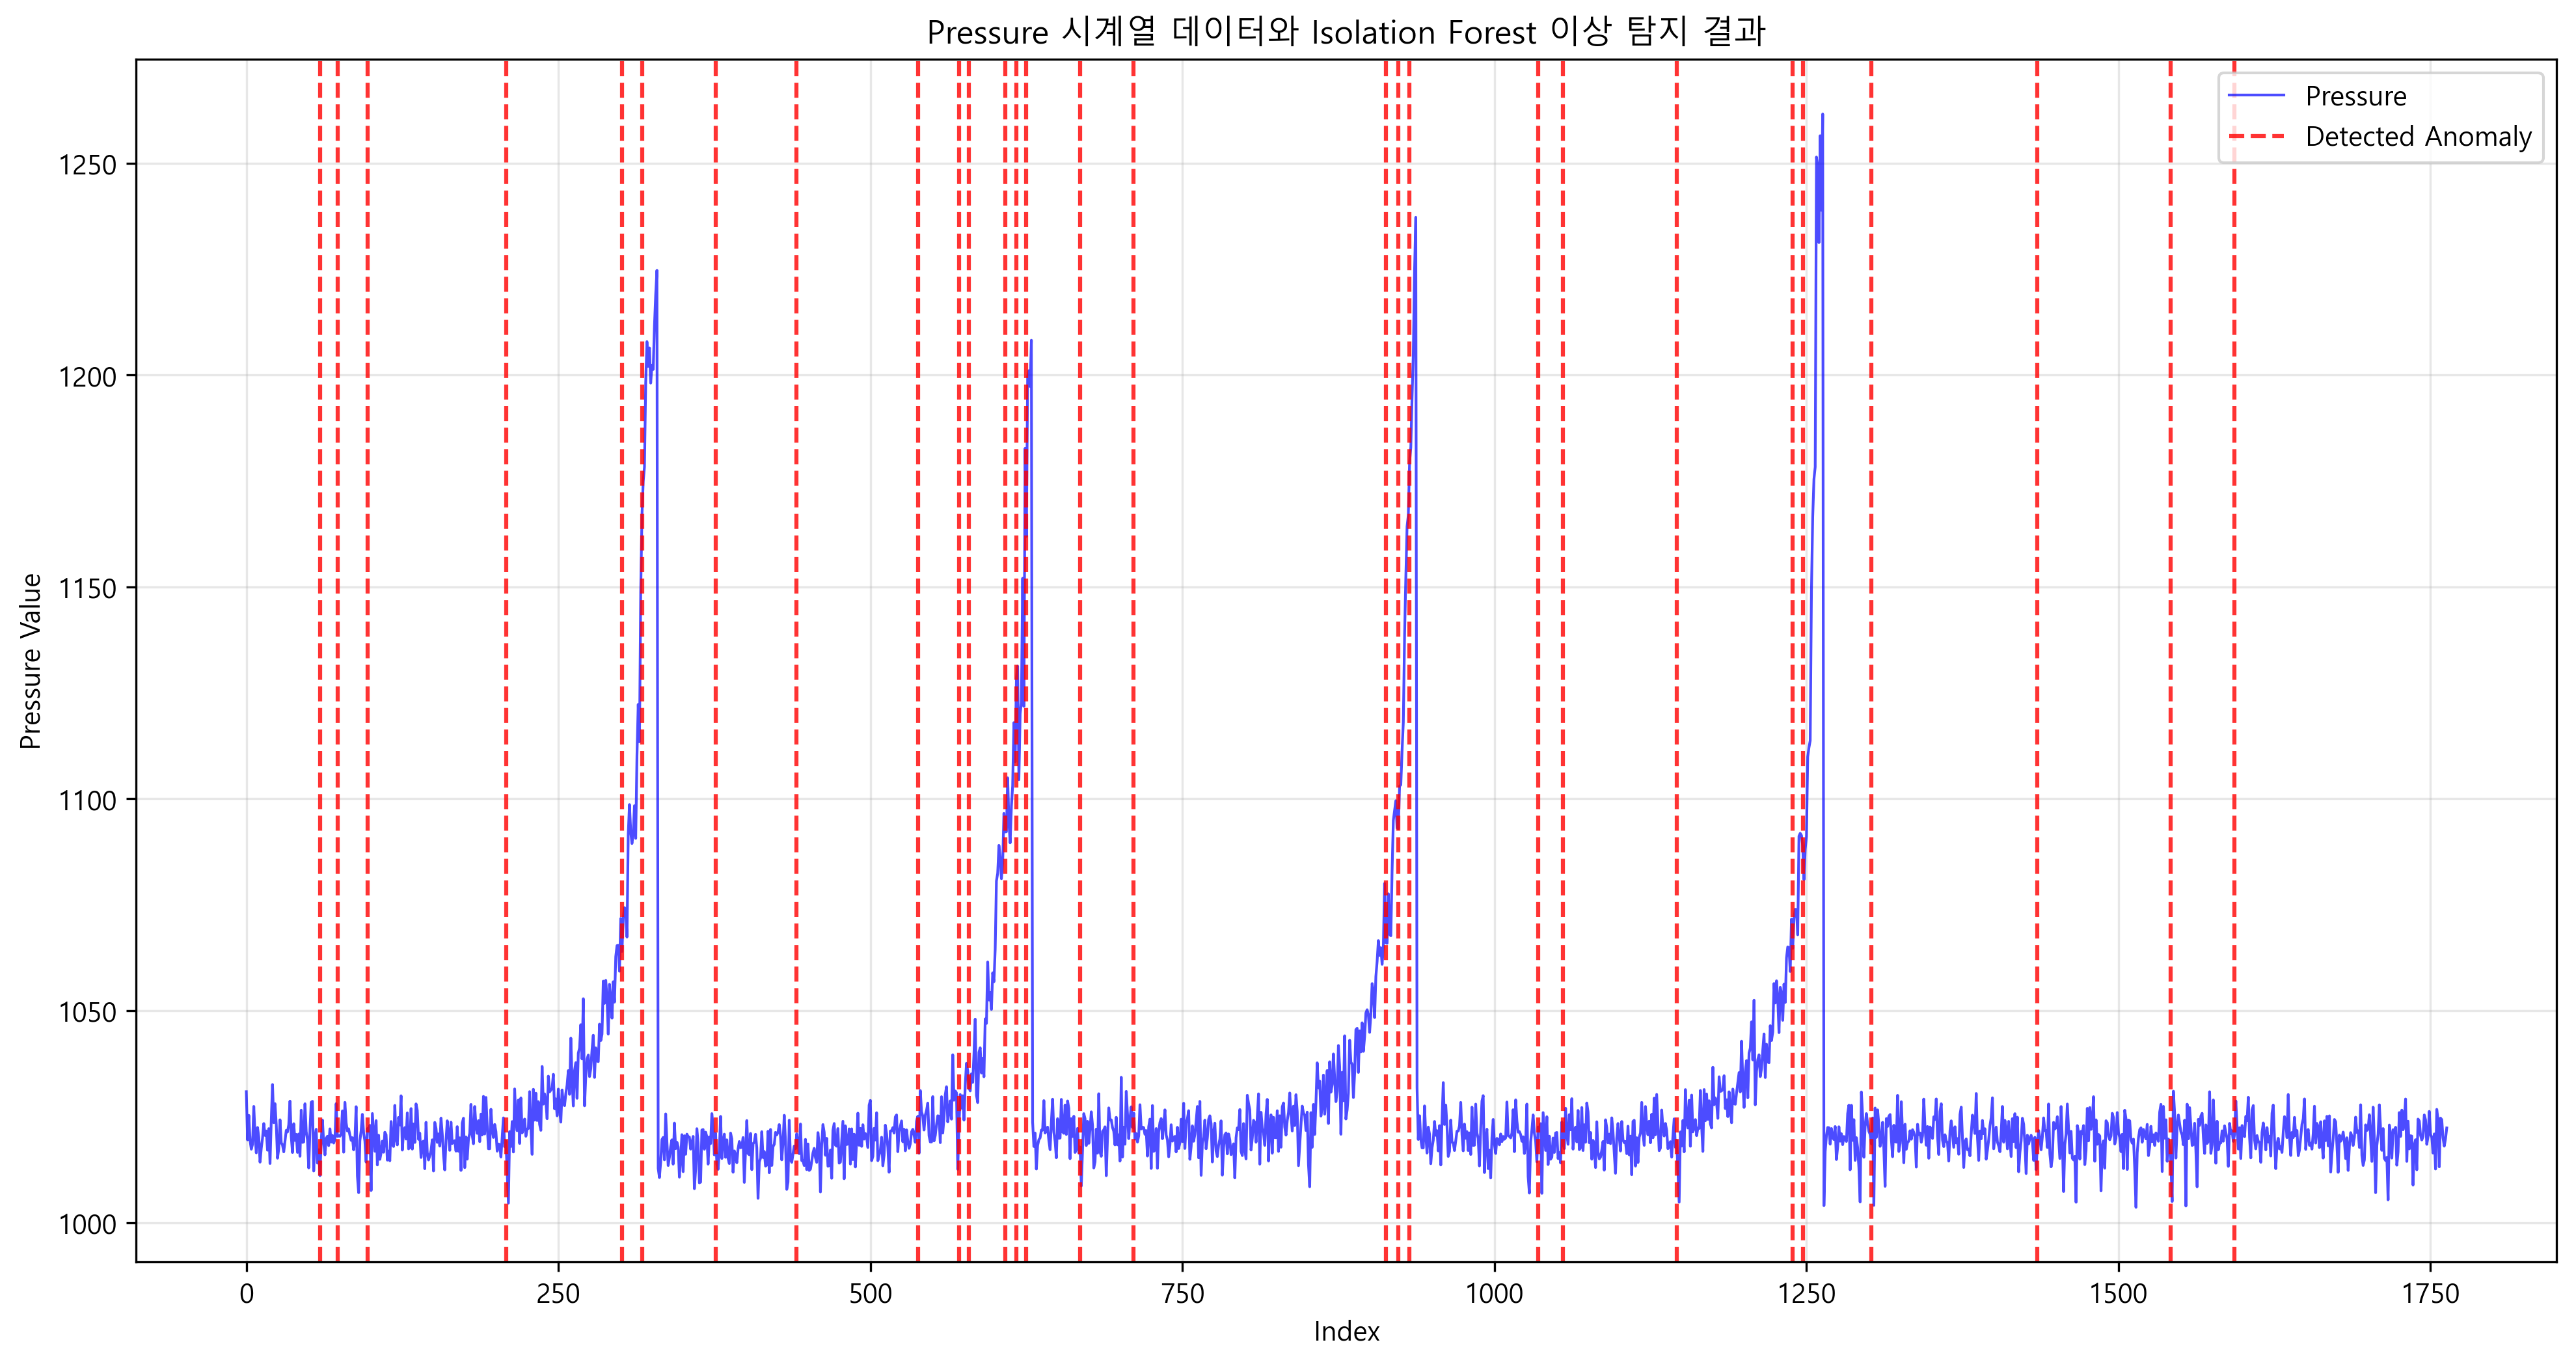 Pressure 시계열 데이터와 Isolation Forest 이상 탐지 결과
Pressure
Detected Anomaly
Pressure Value
1250
1200
1150
1100
1050
1000
0 250 500 750 1000 1250 1500 1750
Index